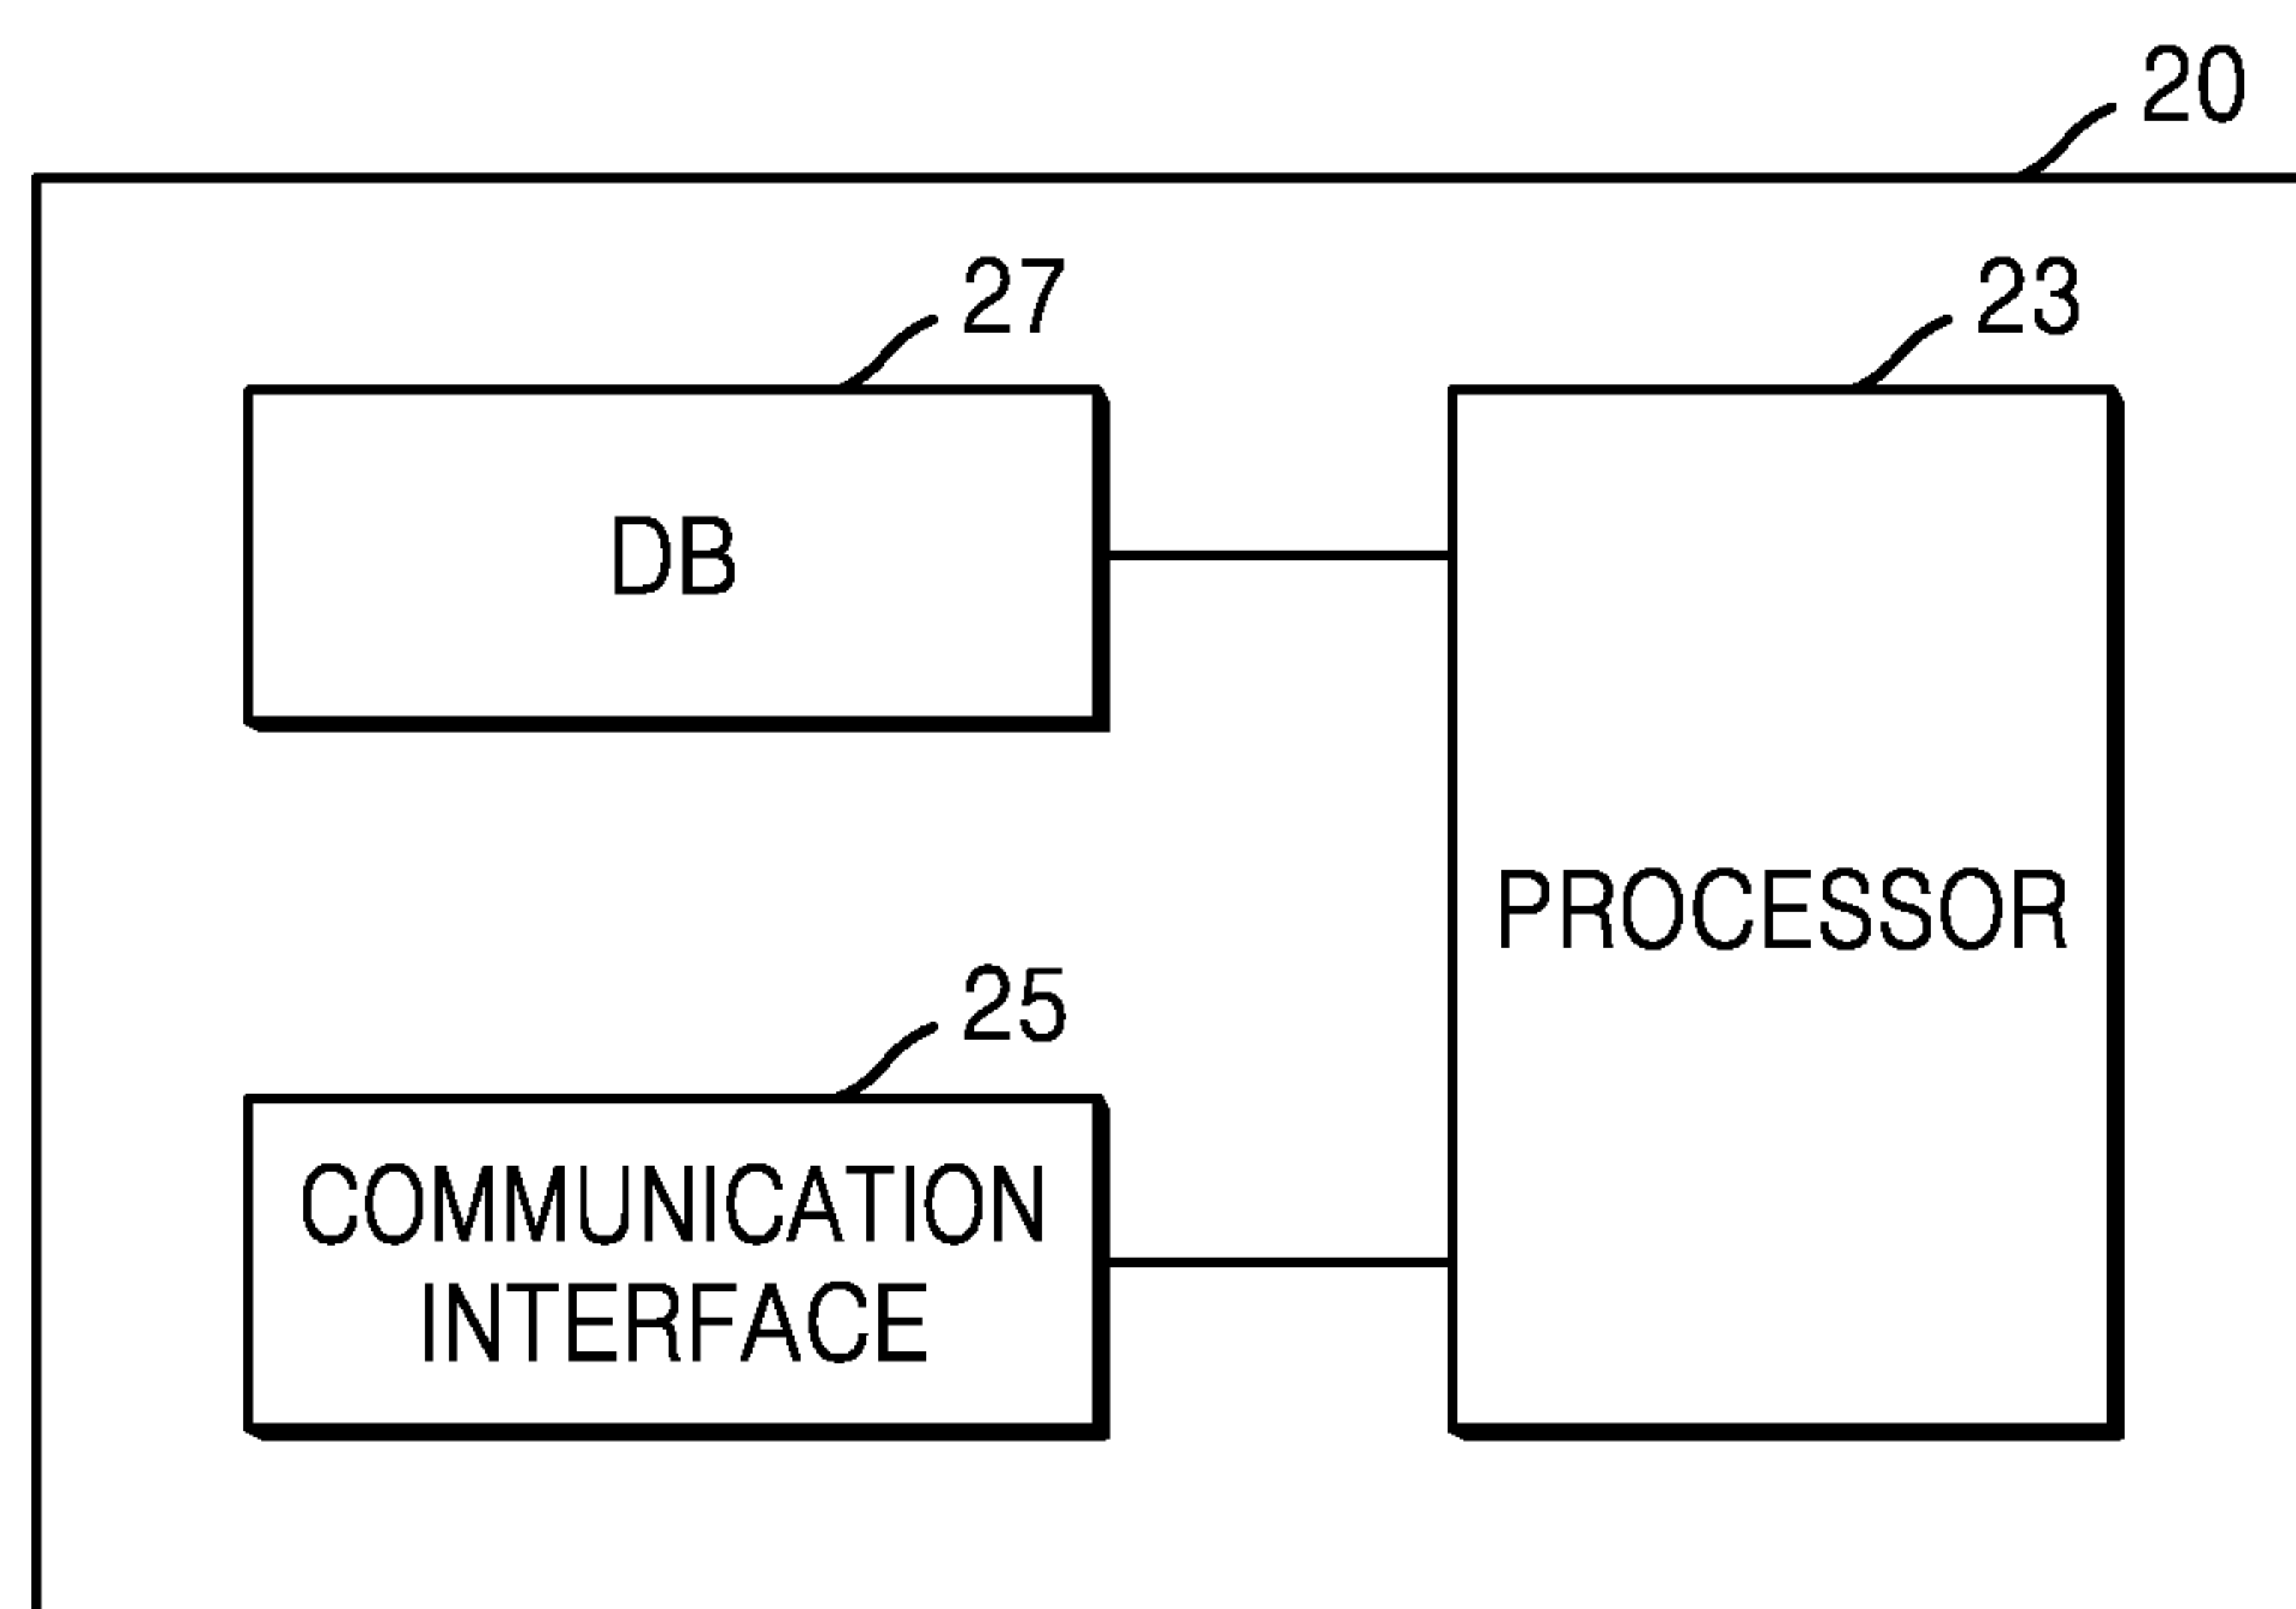 20
27
23
DB
PROCESSOR
25
COMMUNICATION
INTERFACE